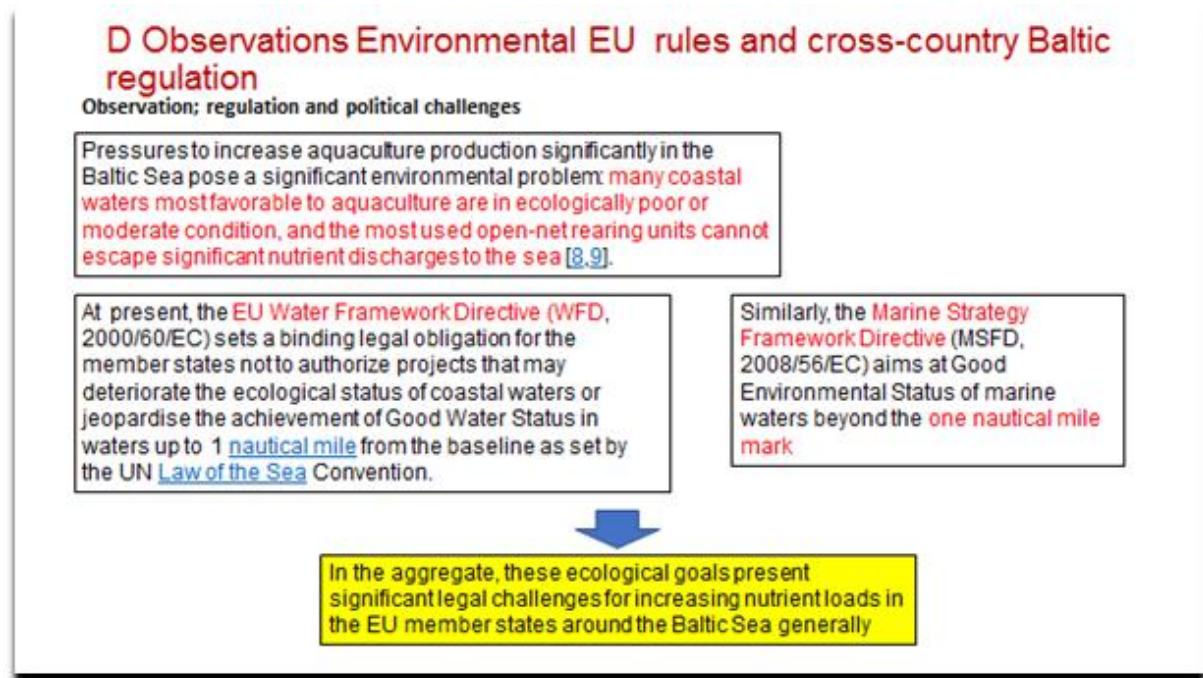 D Observations Environmental EU rules and cross-country Baltic
regulation
Observation; regulation and political challenges
Pressures to increase aquaculture production significantly in the
Baltic Sea pose a significant environmental problem: many coastal
waters most favorable to aquaculture are in ecologically poor or
moderate condition, and the most used open-net rearing units cannot
escape significant nutrient discharges to the sea [8,9].
At present, the EU Water Framework Directive (WFD,
2000/60/EC) sets a binding legal obligation for the
member states not to authorize projects that may
deteriorate the ecological status of coastal waters or
jeopardise the achievement of Good Water Status in
waters up to 1 nautical mile from the baseline as set by
the UN Law of the Sea Convention.
Similarly, the Marine Strategy
Framework Directive (MSFD,
2008/56/EC) aims at Good
Environmental Status of marine
waters beyond the one nautical mile
mark
In the aggregate, these ecological goals present
significant legal challenges for increasing nutrient loads in
the EU member states around the Baltic Sea generally